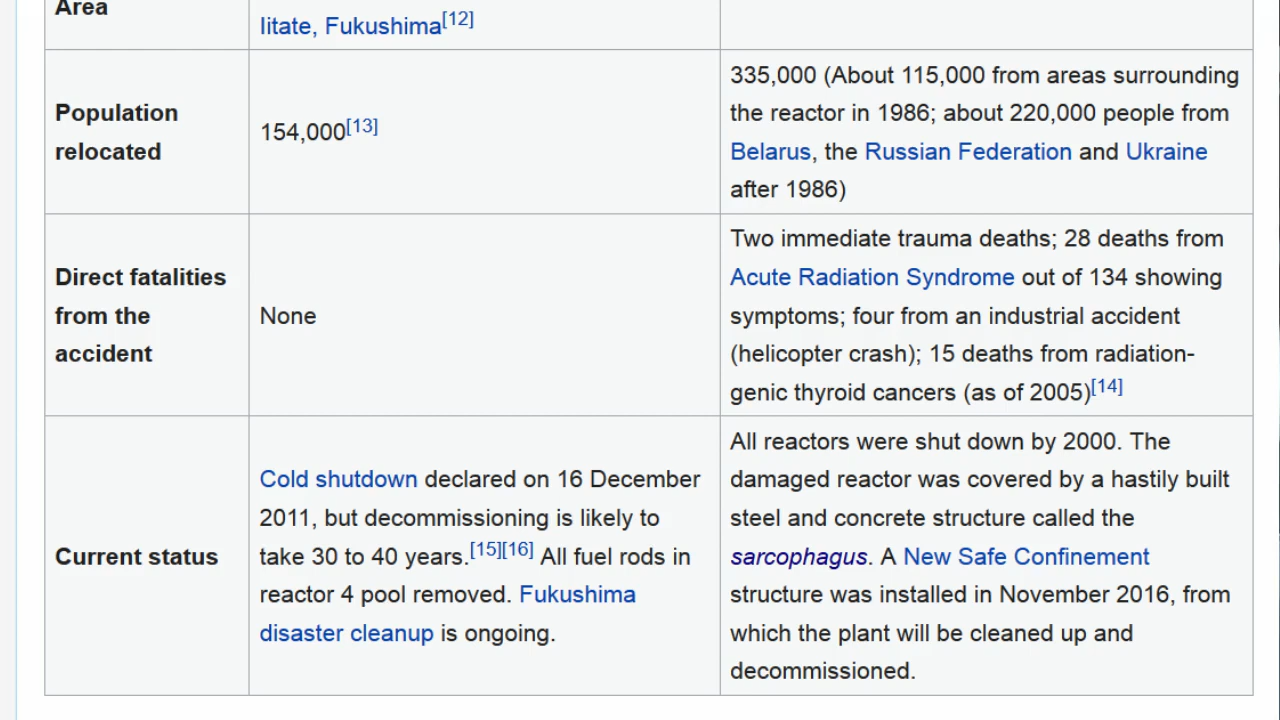 Area
Iitate, Fukushima[12]
Population
relocated
154,000[13]
335,000 (About 115,000 from areas surrounding
the reactor in 1986; about 220,000 people from
Belarus, the Russian Federation and Ukraine
after 1986)
Direct fatalities
from the
accident
None
Two immediate trauma deaths; 28 deaths from
Acute Radiation Syndrome out of 134 showing
symptoms; four from an industrial accident
(helicopter crash); 15 deaths from radiation-
genic thyroid cancers (as of 2005)[14]
Current status
Cold shutdown declared on 16 December
2011, but decommissioning is likely to
take 30 to 40 years.[15][16] All fuel rods in
reactor 4 pool removed. Fukushima
disaster cleanup is ongoing.
All reactors were shut down by 2000. The
damaged reactor was covered by a hastily built
steel and concrete structure called the
sarcophagus. A New Safe Confinement
structure was installed in November 2016, from
which the plant will be cleaned up and
decommissioned.